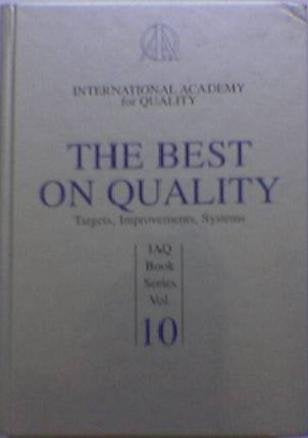 INTERNATIONAL ACADEMY
for QUALITY
THE BEST
ON QUALITY
Targets, Improvements, Systems
IAQ
Book
Series
Vol.
10